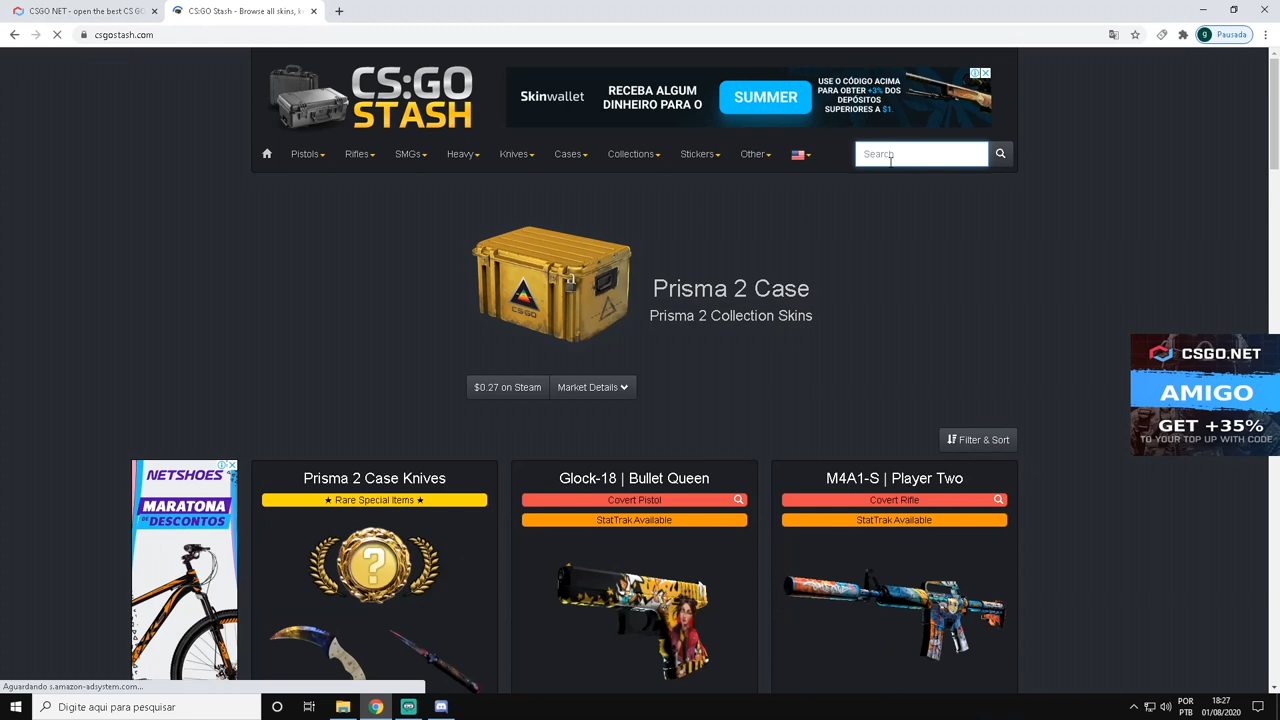 CSGO NET - open the best CS GO
CS:GO Stash - Browse all skins, k
csgostash.com
g Pausada
CS:GO STASH
Skinwallet
RECEBA ALGUM
DINHEIRO PARA O
SUMMER
USE O CÓDIGO ACIMA
PARA OBTER +3% DOS
DEPÓSITOS
SUPERIORES A $1.
Pistols
Rifles
SMGs
Heavy
Knives
Cases
Collections
Stickers
Other
Search
CS:GO
Prisma 2 Case
Prisma 2 Collection Skins
$0.27 on Steam
Market Details
CSGO.NET
AMIGO
GET +35%
TO YOUR TOP UP WITH CODE
Filter & Sort
NETSHOES
MARATONA
DE DESCONTOS
Prisma 2 Case Knives
★ Rare Special Items ★
?
Glock-18 | Bullet Queen
Covert Pistol
StatTrak Available
M4A1-S | Player Two
Covert Rifle
StatTrak Available
Aguardando s.amazon-adsystem.com...
Digite aqui para pesquisar
POR
PTB
18:27
01/08/2020